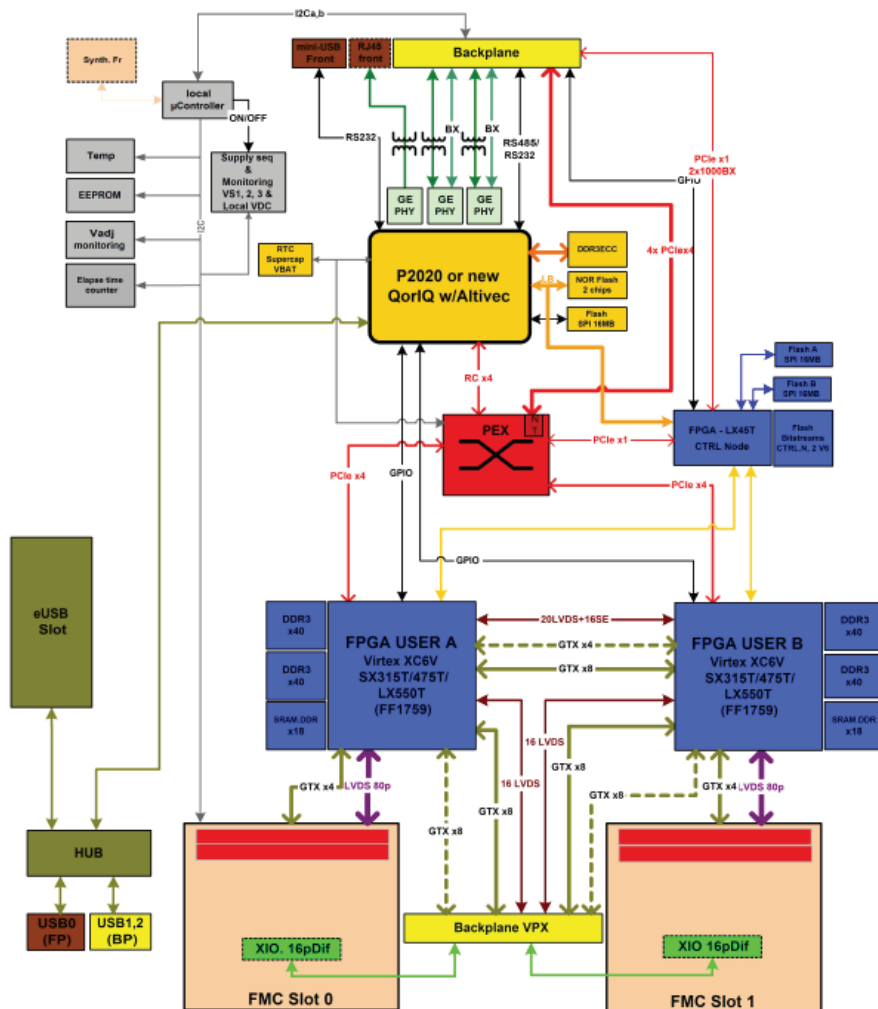 I2Ca,b
Synth. Fr
mini-USB
Front
RJ45
front
Backplane
local
µController
ON/OFF
RS232
BX
BX
RS485/
RS232
PCIe x1
2x1000BX
GPIO
Temp
Supply seq
&
Monitoring
VS1, 2, 3 &
Local VDC
EEPROM
GE
PHY
GE
PHY
GE
PHY
I2C
Vadj
monitoring
Elapse time
counter
RTC
Supercap
VBAT
P2020 or new
QorIQ w/Altivec
DDR3ECC
4x PCIex4
LB
NOR Flash
2 chips
Flash
SPI 16MB
Flash A
SPI 16MB
Flash B
SPI 16MB
RC x4
PEX
N
T
PCIe x1
FPGA - LX45T
CTRL Node
Flash
Bitstreams
CTRL.N. 2 V6
PCIe x4
GPIO
PCIe x4
GPIO
eUSB
Slot
DDR3
x40
DDR3
x40
SRAM.DDR
x18
FPGA USER A
Virtex XC6V
SX315T/475T/
LX550T
(FF1759)
20LVDS+16SE
GTX x4
GTX x8
FPGA USER B
Virtex XC6V
SX315T/475T/
LX550T
(FF1759)
DDR3
x40
DDR3
x40
SRAM.DDR
x18
16 LVDS
16 LVDS
GTX x8
GTX x4
LVDS 80p
GTX x8
GTX x8
GTX x8
GTX x4
LVDS 80p
HUB
USB0
(FP)
USB1,2
(BP)
Backplane VPX
XIO. 16pDif
XIO 16pDif
FMC Slot 0
FMC Slot 1